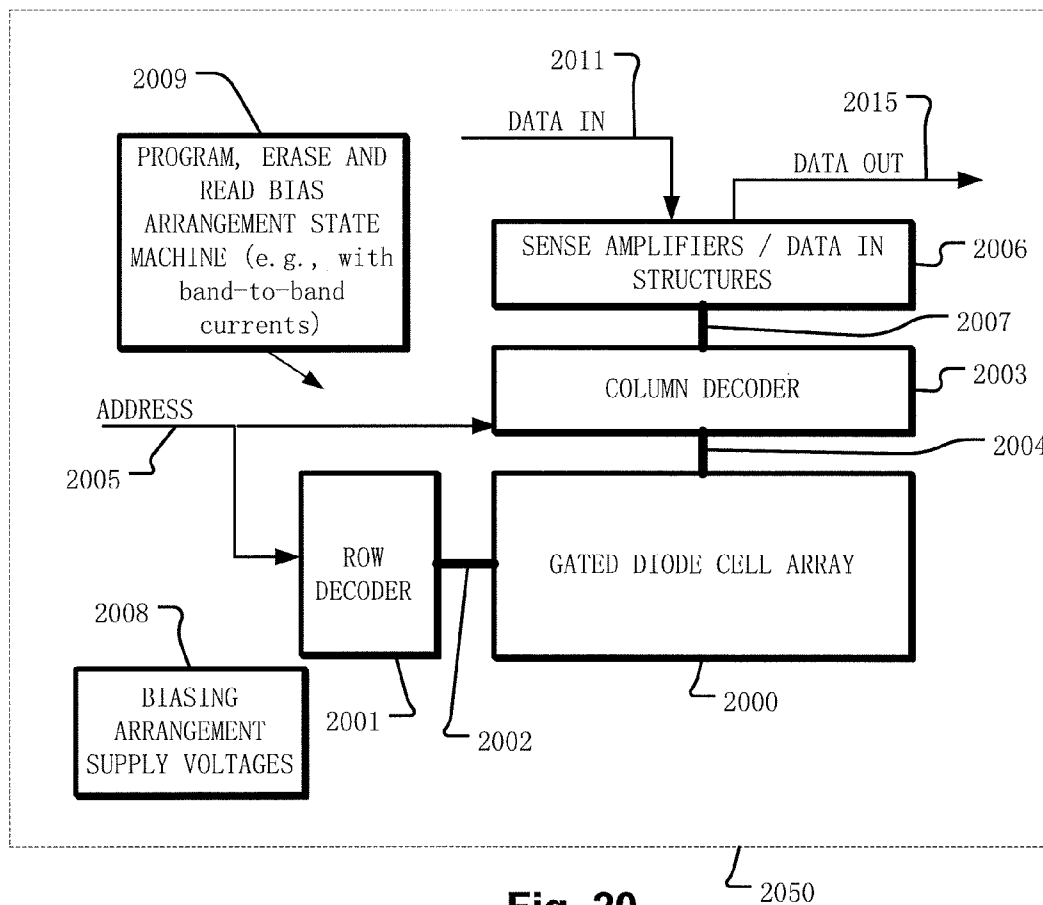 2009
2011
2015
DATA IN
DATA OUT
PROGRAM, ERASE AND
READ BIAS
ARRANGEMENT STATE
MACHINE (e.g., with
band-to-band
currents)
SENSE AMPLIFIERS / DATA IN
STRUCTURES
2006
2007
COLUMN DECODER
2003
ADDRESS
2005
2004
ROW
DECODER
GATED DIODE CELL ARRAY
2008
BIASING
ARRANGEMENT
SUPPLY VOLTAGES
2001
2002
2000
Fig. 20
2050